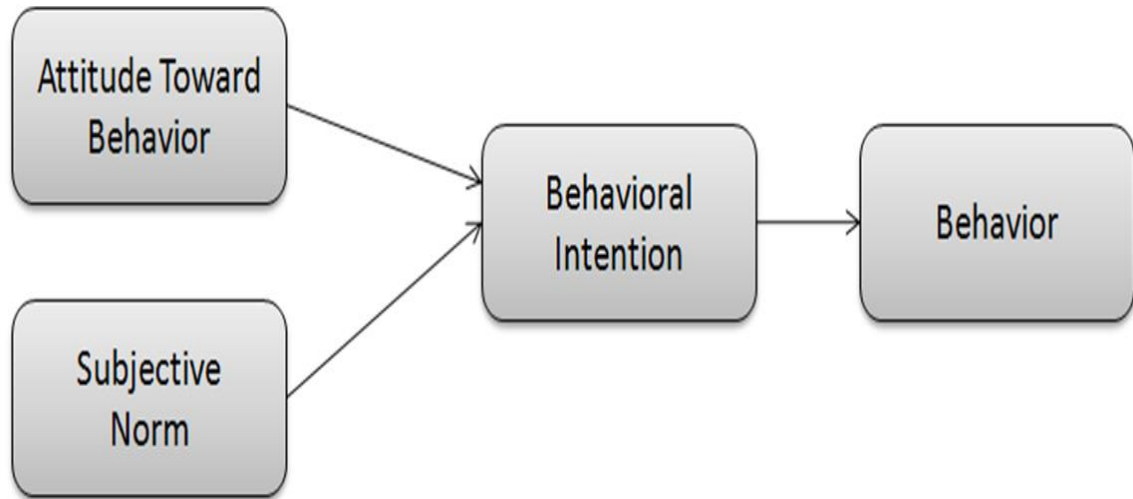 Attitude Toward
Behavior
Subjective
Norm
Behavioral
Intention
Behavior